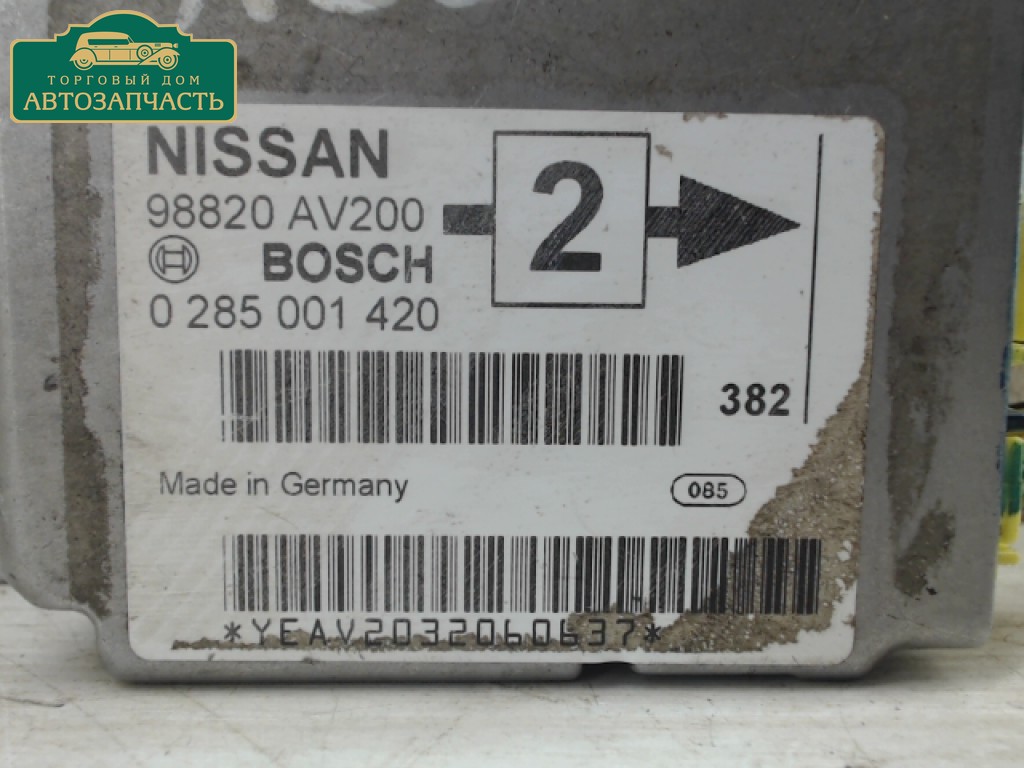 ТОРГОВЫЙ ДОМ
АВТОЗАПЧАСТЬ
NISSAN
98820 AV200
BOSCH
0 285 001 420
2
382
Made in Germany
085
*YEAV2032060637*